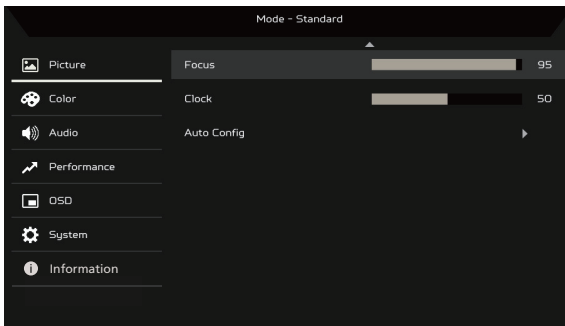 Mode - Standard
Picture
Focus 95
Color
Clock 50
Audio
Auto Config
Performance
OSD
System
Information